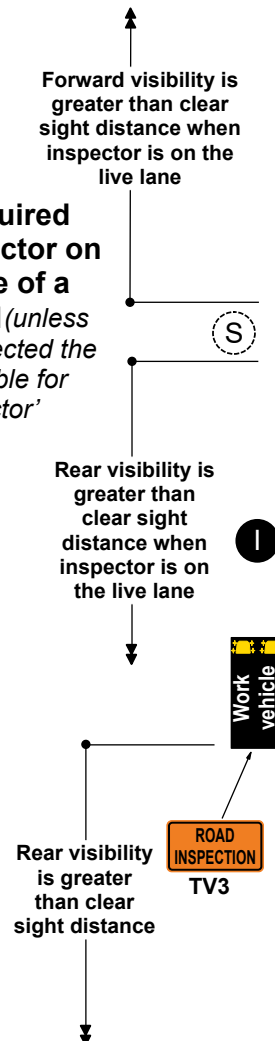 Forward visibility is
greater than clear
sight distance when
inspector is on the
live lane
uired
ctor on
e of a
(unless
ected the
ble for
tor’
S
Rear visibility is
greater than
clear sight
distance when
inspector is on
the live lane
I
Work
vehicle
ROAD
INSPECTION
TV3
Rear visibility
is greater
than clear
sight distance